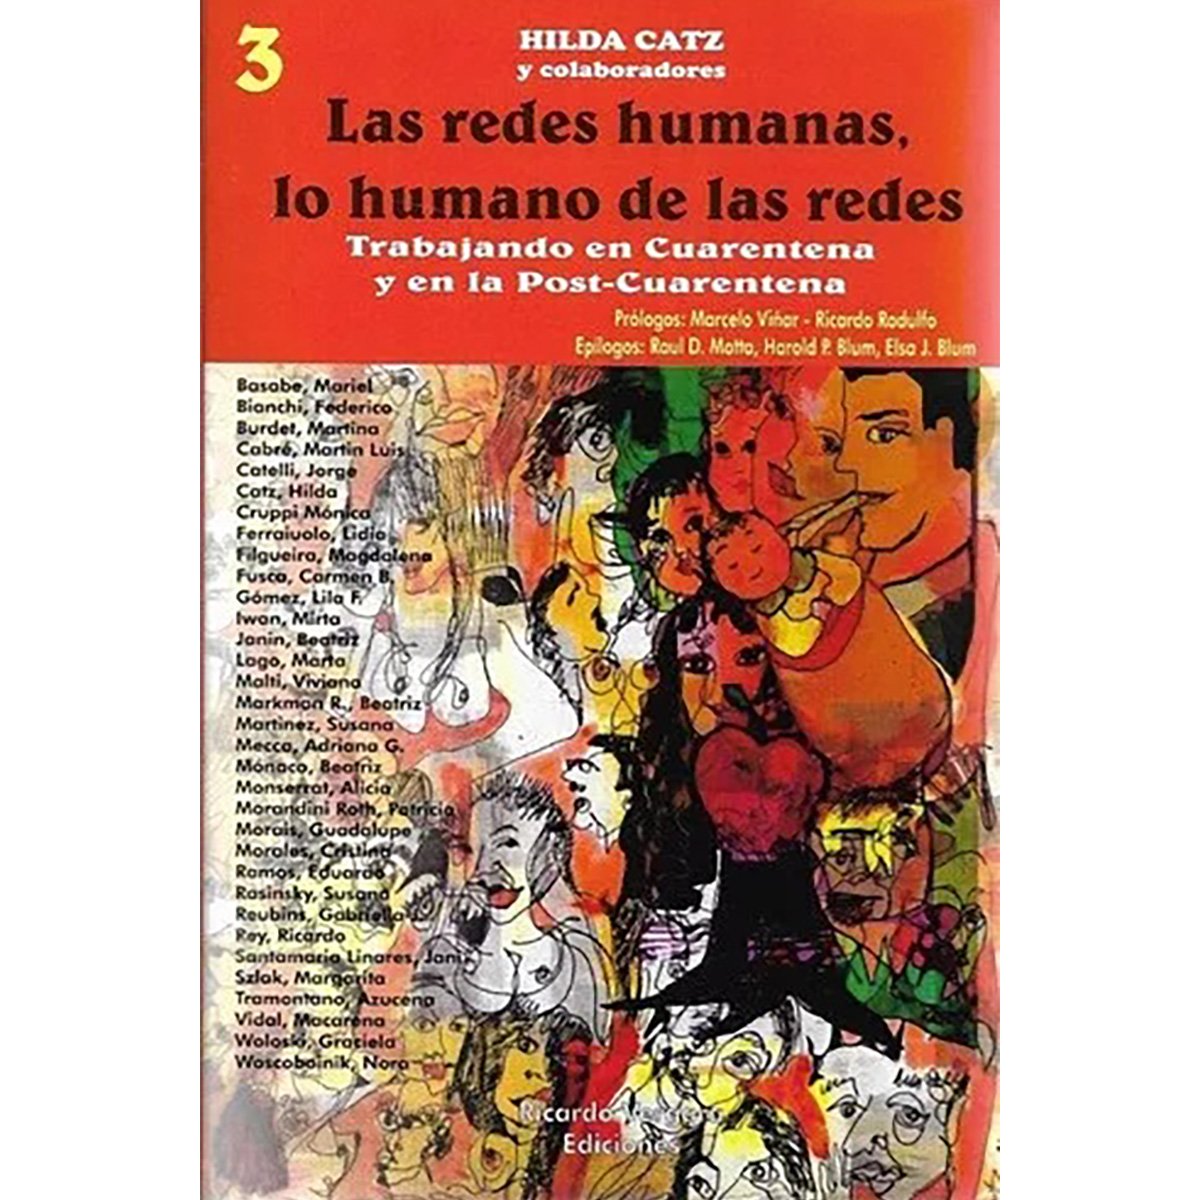 3
HILDA CATZ
y colaboradores
Las redes humanas,
lo humano de las redes
Trabajando en Cuarentena
y en la Post-Cuarentena
Prólogos: Marcelo Viñar - Ricardo Rodulfo
Epílogos: Raul D. Motta, Harold P. Blum, Elsa J. Blum
Basabe, Mariel
Bianchi, Federico
Burdet, Martina
Cabré, Martin Luis
Catelli, Jorge
Catz, Hilda
Cruppi Mónica
Ferraiuolo, Lidia
Filgueira, Magdalena
Fusca, Carmen B.
Gómez, Lila F.
Iwan, Mirta
Janin, Beatriz
Lago, Marta
Malti, Viviana
Markman R., Beatriz
Martinez, Susana
Mecca, Adriana G.
Mónaco, Beatriz
Monserrat, Alicia
Morandini Roth, Patricia
Morais, Guadalupe
Morales, Cristina
Ramos, Eduardo
Rasinsky, Susana
Reubins, Gabriella
Rey, Ricardo
Santamaria Linares,
Szlak, Margarita
Tramontano, Azucena
Vidal, Macarena
Woloski, Graciela
Woscoboinik, Nora
Ricardo
Ediciones